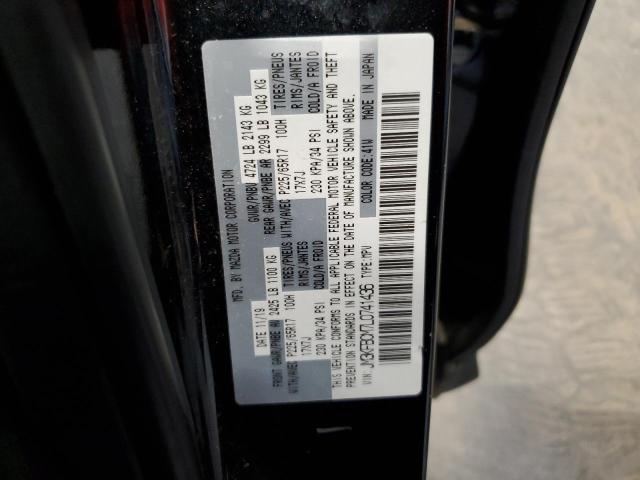 MFD. BY MAZDA MOTOR CORPORATION
DATE 11/19 GVWR/PNBV 4724 LB 2143 KG
FRONT GAWR/PNBE AV 2425 LB 1100 KG REAR GAWR/PNBE AR 2299 LB 1043 KG
TIRES/PNEUS TIRES/PNEUS
WITH/AVEC P225/65R17 100H RIMS/JANTES WITH/AVEC P225/65R17 100H RIMS/JANTES
17X7J COLD/A FROID 17X7J COLD/A FROID
230 KPA/34 PSI 230 KPA/34 PSI
THIS VEHICLE CONFORMS TO ALL APPLICABLE FEDERAL MOTOR VEHICLE SAFETY AND THEFT
PREVENTION STANDARDS IN EFFECT ON THE DATE OF MANUFACTURE SHOWN ABOVE.
VIN: JM3KFBCM7L0741436 TYPE:MPV COLOR CODE:41W MADE IN JAPAN